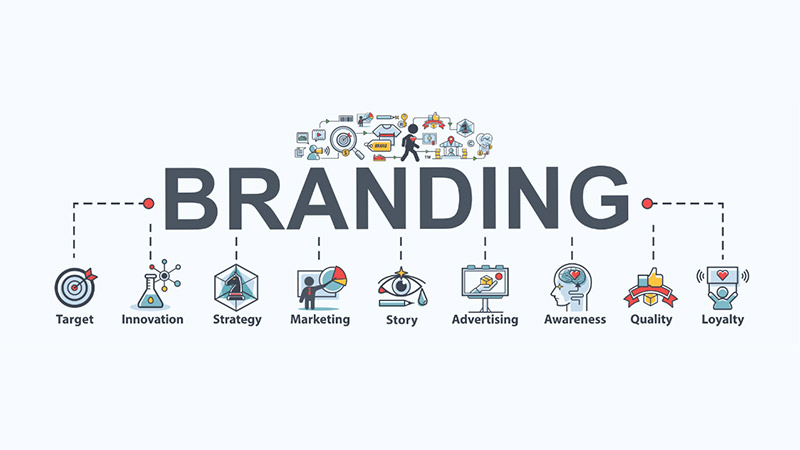 BRANDING
Target
Innovation
Strategy
Marketing
Story
Advertising
Awareness
Quality
Loyalty